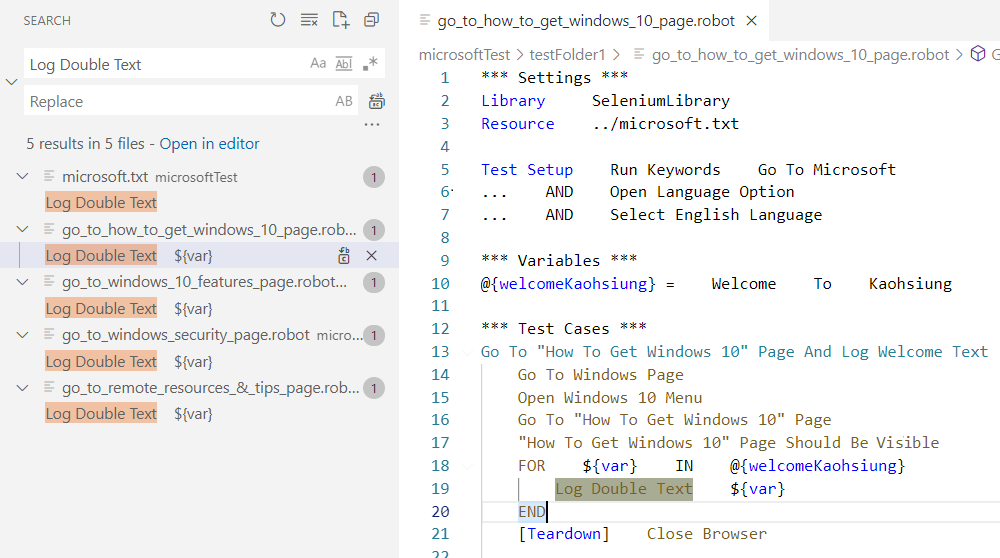 SEARCH
Log Double Text
Aa Abl .*
Replace
AB
...
5 results in 5 files - Open in editor
microsoft.txt microsoftTest 1
Log Double Text
go_to_how_to_get_windows_10_page.rob... 1
Log Double Text ${var}
go_to_windows_10_features_page.robot... 1
Log Double Text ${var}
go_to_windows_security_page.robot micro... 1
Log Double Text ${var}
go_to_remote_resources_&_tips_page.rob... 1
Log Double Text ${var}
go_to_how_to_get_windows_10_page.robot
microsoftTest > testFolder1 > go_to_how_to_get_windows_10_page.robot > G
1 *** Settings ***
2 Library SeleniumLibrary
3 Resource ../microsoft.txt
4
5 Test Setup Run Keywords Go To Microsoft
6 ... AND Open Language Option
7 ... AND Select English Language
8
9 *** Variables ***
10 @{welcomeKaohsiung} = Welcome To Kaohsiung
11
12 *** Test Cases ***
13 Go To "How To Get Windows 10" Page And Log Welcome Text
14 Go To Windows Page
15 Open Windows 10 Menu
16 Go To "How To Get Windows 10" Page
17 "How To Get Windows 10" Page Should Be Visible
18 FOR ${var} IN @{welcomeKaohsiung}
19 Log Double Text ${var}
20 END
21 [Teardown] Close Browser
22